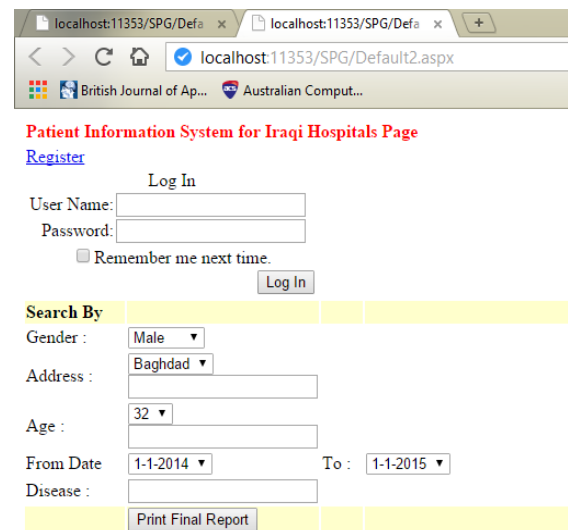 localhost:11353/SPG/Defa × localhost:11353/SPG/Defa × +
localhost:11353/SPG/Default2.aspx
British Journal of Ap... Australian Comput...
Patient Information System for Iraqi Hospitals Page
Register
Log In
User Name:
Password:
Remember me next time.
Log In
Search By
Gender : Male
Address : Baghdad
Age : 32
From Date 1-1-2014 To : 1-1-2015
Disease :
Print Final Report